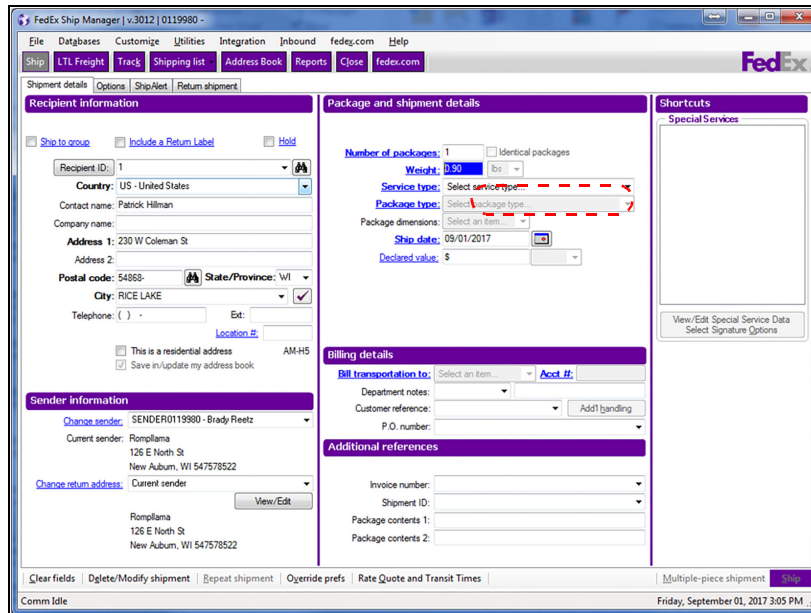 FedEx Ship Manager | v.3012 | 0119980 -
File Databases Customize Utilities Integration Inbound fedex.com Help
Ship LTL Freight Track Shipping list Address Book Reports Close fedex.com
FedEx
Shipment details Options ShipAlert Return shipment
Recipient information
Ship to group Include a Return Label Hold
Recipient ID: 1
Country: US - United States
Contact name: Patrick Hillman
Company name:
Address 1: 230 W Coleman St
Address 2:
Postal code: 54868- State/Province: WI
City: RICE LAKE
Telephone: ( ) - Ext:
Location #:
This is a residential address AM-H5
Save in/update my address book
Sender information
Change sender: SENDER0119980 - Brady Reetz
Current sender: Rompllama
126 E North St
New Auburn, WI 547578522
Change return address: Current sender
View/Edit
Rompllama
126 E North St
New Auburn, WI 547578522
Package and shipment details
Number of packages: 1 Identical packages
Weight: 0.90 lbs
Service type: Select service type...
Package type: Select package type...
Package dimensions: Select an item...
Ship date: 09/01/2017
Declared value: $
Billing details
Bill transportation to: Select an item... Acct #:
Department notes:
Customer reference: Add'l handling
P.O. number:
Additional references
Invoice number:
Shipment ID:
Package contents 1:
Package contents 2:
Shortcuts
Special Services
View/Edit Special Service Data
Select Signature Options
Clear fields Delete/Modify shipment Repeat shipment Override prefs Rate Quote and Transit Times Multiple-piece shipment Ship
Comm Idle Friday, September 01, 2017 3:05 PM